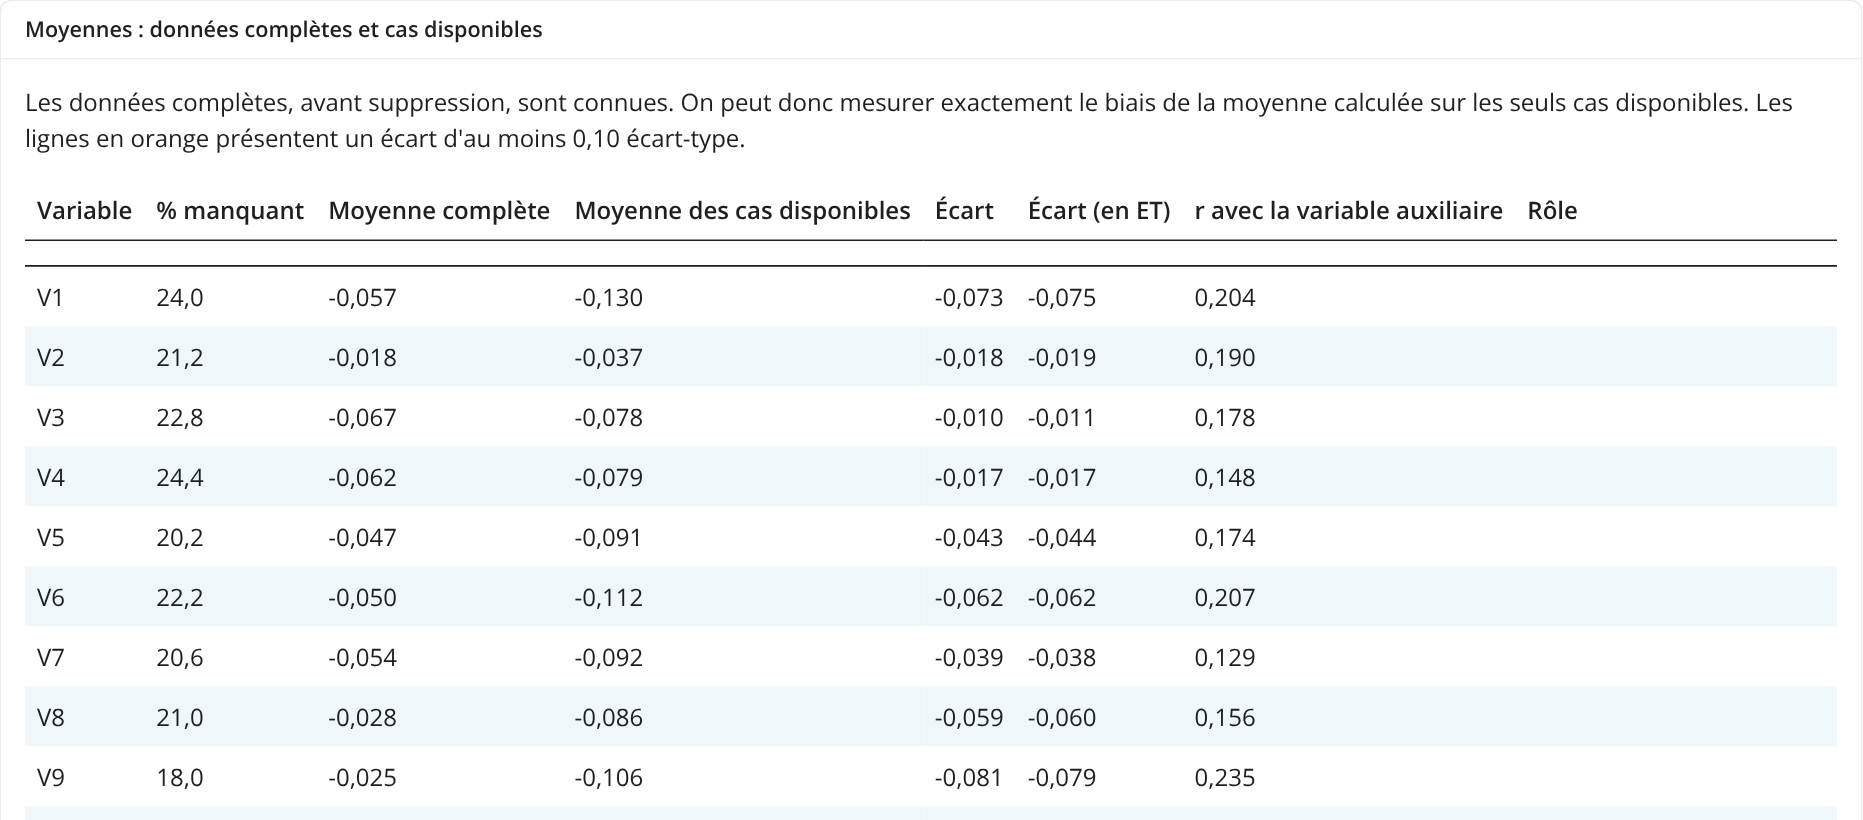 Moyennes : données complètes et cas disponibles
Les données complètes, avant suppression, sont connues. On peut donc mesurer exactement le biais de la moyenne calculée sur les seuls cas disponibles. Les
lignes en orange présentent un écart d'au moins 0,10 écart-type.
Variable % manquant Moyenne complète Moyenne des cas disponibles Écart Écart (en ET) r avec la variable auxiliaire Rôle
V1 24,0 -0,057 -0,130 -0,073 -0,075 0,204
V2 21,2 -0,018 -0,037 -0,018 -0,019 0,190
V3 22,8 -0,067 -0,078 -0,010 -0,011 0,178
V4 24,4 -0,062 -0,079 -0,017 -0,017 0,148
V5 20,2 -0,047 -0,091 -0,043 -0,044 0,174
V6 22,2 -0,050 -0,112 -0,062 -0,062 0,207
V7 20,6 -0,054 -0,092 -0,039 -0,038 0,129
V8 21,0 -0,028 -0,086 -0,059 -0,060 0,156
V9 18,0 -0,025 -0,106 -0,081 -0,079 0,235